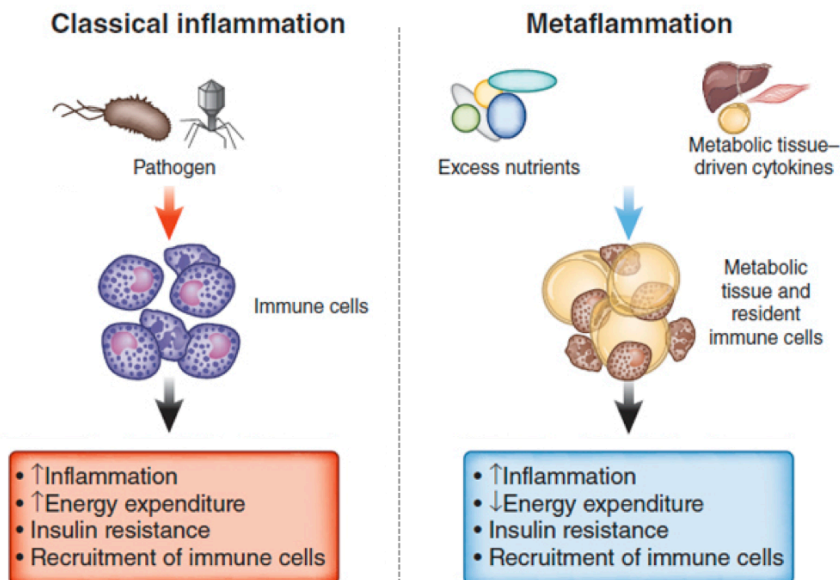 Classical inflammation
Pathogen
Immune cells
• ↑Inflammation
• ↑Energy expenditure
• Insulin resistance
• Recruitment of immune cells
Metaflammation
Excess nutrients
Metabolic tissue–
driven cytokines
Metabolic
tissue and
resident
immune cells
• ↑Inflammation
• ↓Energy expenditure
• Insulin resistance
• Recruitment of immune cells